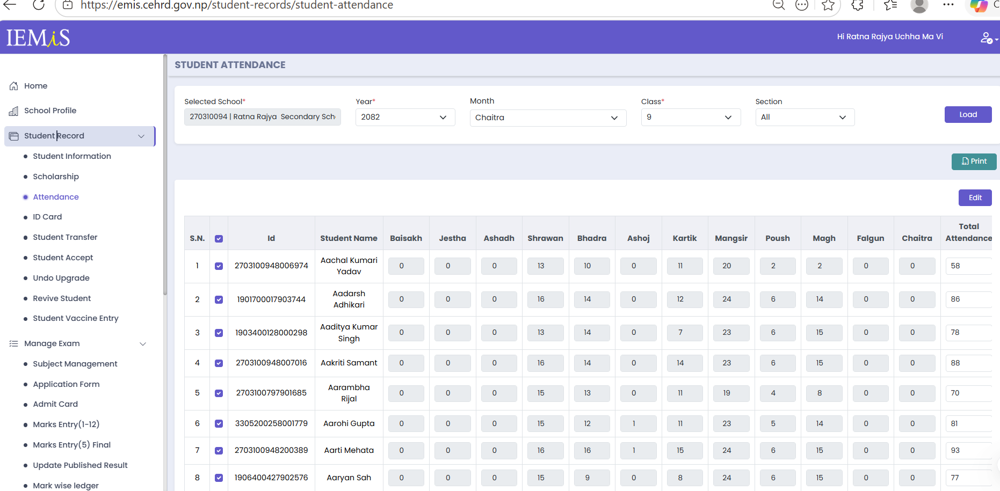 https://emis.cehrd.gov.np/student-records/student-attendance
IEMiS
Hi Ratna Rajya Uchha Ma Vi
Home
School Profile
Student Record
Student Information
Scholarship
Attendance
ID Card
Student Transfer
Student Accept
Undo Upgrade
Revive Student
Student Vaccine Entry
Manage Exam
Subject Management
Application Form
Admit Card
Marks Entry(1-12)
Marks Entry(5) Final
Update Published Result
Mark wise ledger
STUDENT ATTENDANCE
Selected School* Year* Month Class* Section
270310094 | Ratna Rajya Secondary Sch 2082 Chaitra 9 All Load
Print
Edit
S.N. Id Student Name Baisakh Jestha Ashadh Shrawan Bhadra Ashoj Kartik Mangsir Poush Magh Falgun Chaitra Total Attendance
1 2703100948006974 Aachal Kumari Yadav 0 0 0 13 10 0 11 20 2 2 0 0 58
2 1901700017903744 Aadarsh Adhikari 0 0 0 16 14 0 12 24 6 14 0 0 86
3 1903400128000298 Aaditya Kumar Singh 0 0 0 13 14 0 7 23 6 15 0 0 78
4 2703100948007016 Aakriti Samant 0 0 0 16 14 0 14 23 6 15 0 0 88
5 2703100797901685 Aarambha Rijal 0 0 0 15 13 0 11 19 4 8 0 0 70
6 3305200258001779 Aarohi Gupta 0 0 0 15 12 1 11 23 5 14 0 0 81
7 2703100948200389 Aarti Mehata 0 0 0 16 16 1 15 24 6 15 0 0 93
8 1906400427902576 Aaryan Sah 0 0 0 15 9 0 8 24 6 15 0 0 77